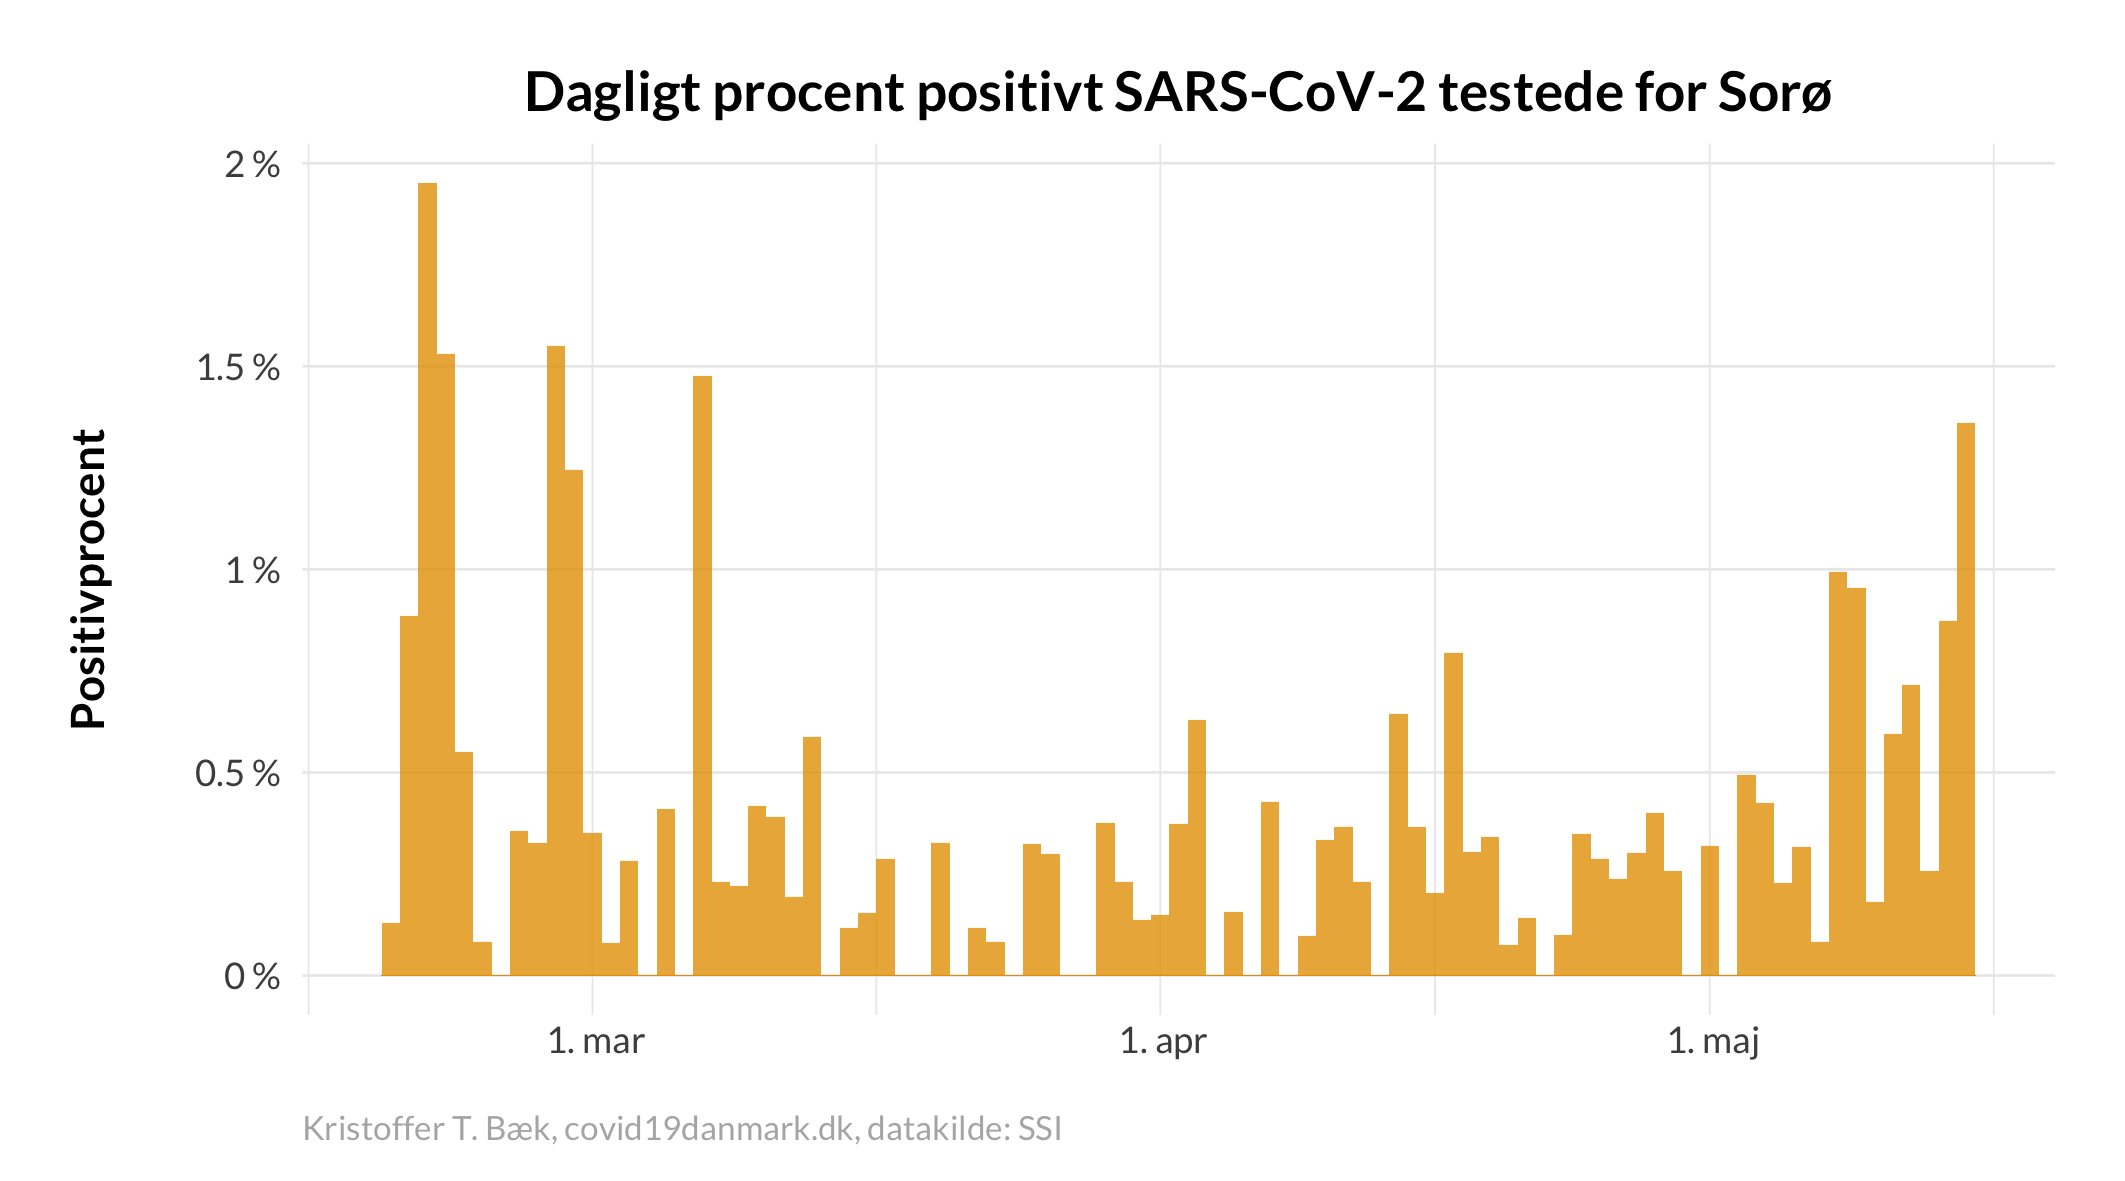 Dagligt procent positivt SARS-CoV-2 testede for Sorø
Positivprocent
2 %
1.5 %
1 %
0.5 %
0 %
1. mar
1. apr
1. maj
Kristoffer T. Bæk, covid19danmark.dk, datakilde: SSI